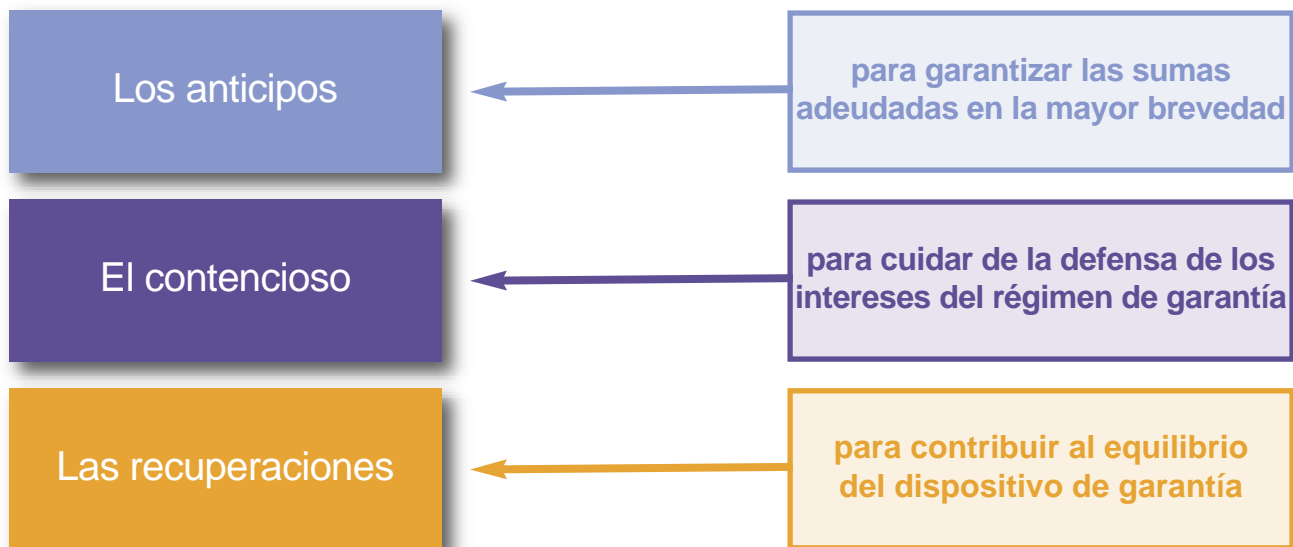 Los anticipos
para garantizar las sumas
adeudadas en la mayor brevedad
El contencioso
para cuidar de la defensa de los
intereses del régimen de garantía
Las recuperaciones
para contribuir al equilibrio
del dispositivo de garantía